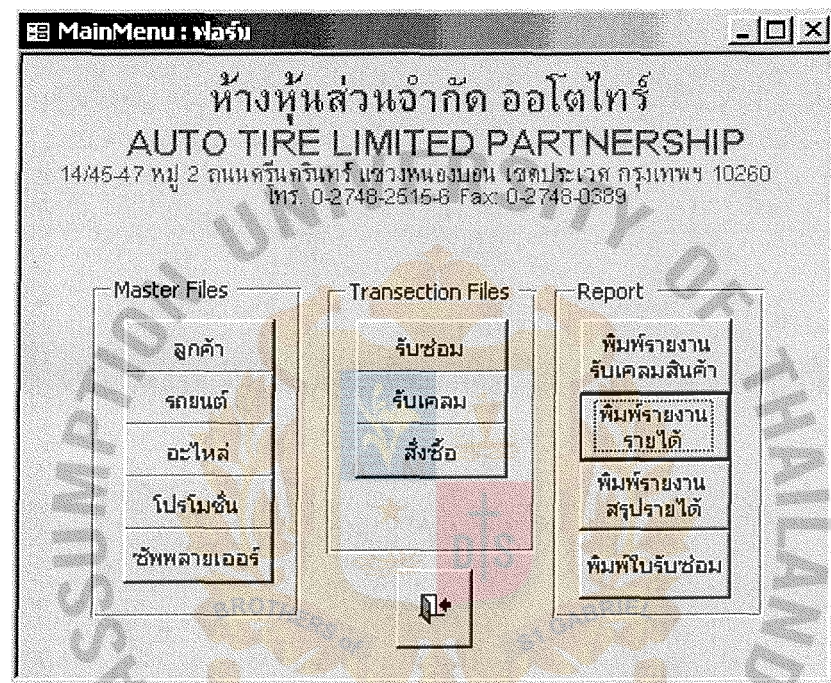 MainMenu : ฟอร์ม
ห้างหุ้นส่วนจำกัด ออโตไทร์
AUTO TIRE LIMITED PARTNERSHIP
14/45-47 หมู่ 2 ถนนศรีนครินทร์ แขวงหนองบอน เขตประเวศ กรุงเทพฯ 10260
โทร. 0-2748-2515-6 Fax: 0-2748-0389
Master Files
ลูกค้า
รถยนต์
อะไหล่
โปรโมชั่น
ซัพพลายเออร์
Transection Files
รับซ่อม
รับเคลม
สั่งซื้อ
Report
พิมพ์รายงาน
รับเคลมสินค้า
พิมพ์รายงาน
รายได้
พิมพ์รายงาน
สรุปรายได้
พิมพ์ใบรับซ่อม
ASSUMPTION UNIVERSITY OF THAILAND
DS
BROTHERS of ST GABRIEL